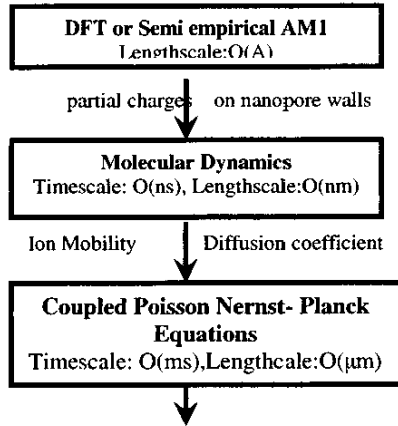 DFT or Semi empirical AM1
Lengthscale:O(A)
partial charges on nanopore walls
Molecular Dynamics
Timescale: O(ns), Lengthscale:O(nm)
Ion Mobility Diffusion coefficient
Coupled Poisson Nernst- Planck
Equations
Timescale: O(ms),Lengthcale:O(μm)